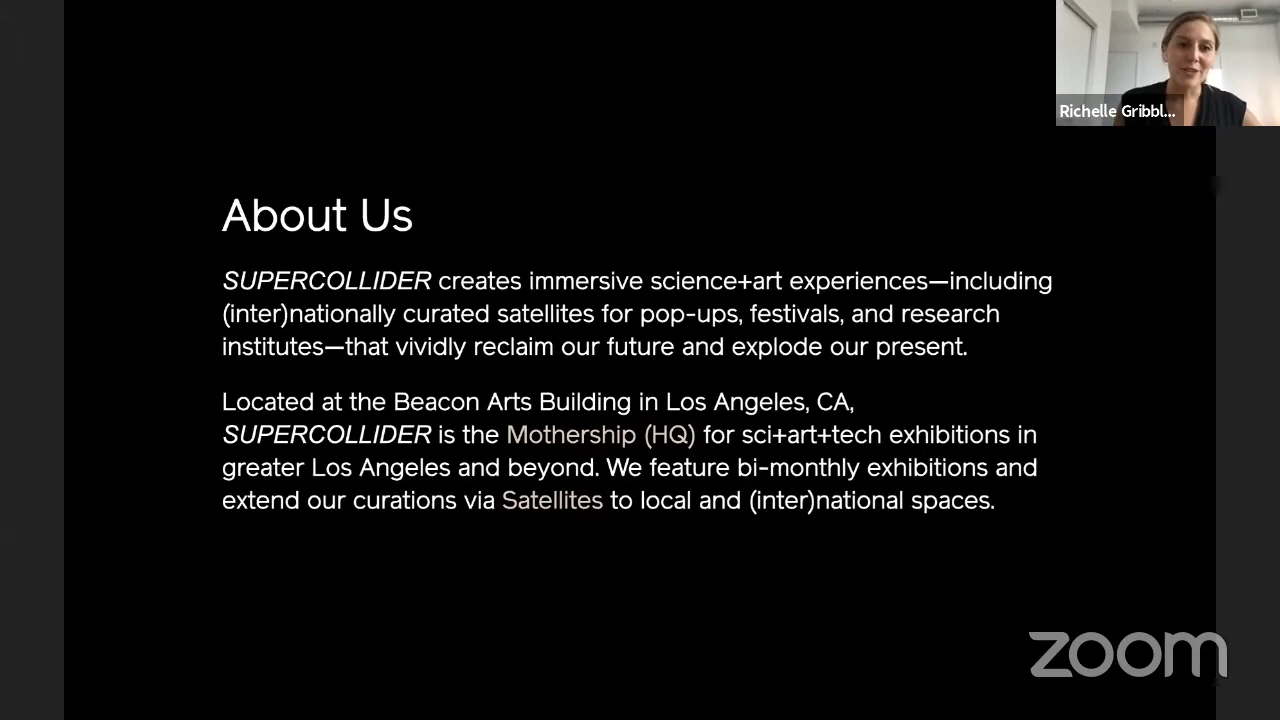 Richelle Gribbl...
About Us
SUPERCOLLIDER creates immersive science+art experiences—including
(inter)nationally curated satellites for pop-ups, festivals, and research
institutes—that vividly reclaim our future and explode our present.
Located at the Beacon Arts Building in Los Angeles, CA,
SUPERCOLLIDER is the Mothership (HQ) for sci+art+tech exhibitions in
greater Los Angeles and beyond. We feature bi-monthly exhibitions and
extend our curations via Satellites to local and (inter)national spaces.
zoom